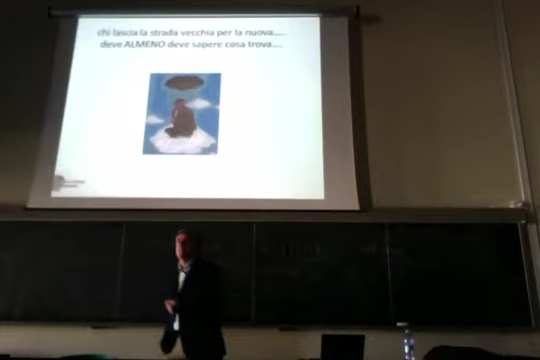 chi lascia la strada vecchia per la nuova.....
deve ALMENO deve sapere cosa trova....